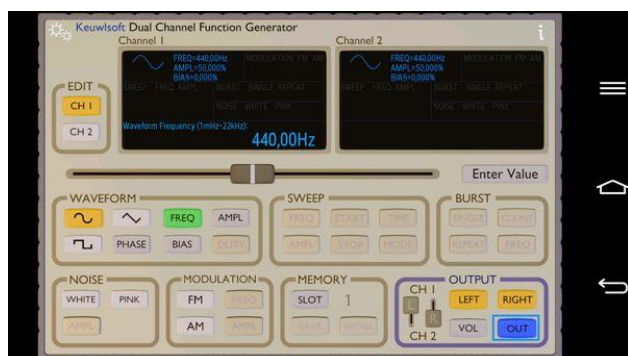 Keuwlsoft Dual Channel Function Generator
Channel 1
Channel 2
i
FREQ=440,00Hz
AMPL=50,000%
BIAS=0,000%
MODULATION FM AM
SWEEP FREQ AMPL
BURST SINGLE REPEAT
NOISE WHITE PINK
Waveform Frequency (1mHz-22kHz):
440,00Hz
FREQ=440,00Hz
AMPL=50,000%
BIAS=0,000%
MODULATION FM AM
SWEEP FREQ AMPL
BURST SINGLE REPEAT
NOISE WHITE PINK
EDIT
CH 1
CH 2
Enter Value
WAVEFORM
FREQ
AMPL
PHASE
BIAS
DUTY
SWEEP
FREQ
START
TIME
AMPL
STOP
MODE
BURST
SINGLE
COUNT
REPEAT
FREQ
NOISE
WHITE
PINK
AMPL
MODULATION
FM
FREQ
AM
AMPL
MEMORY
SLOT
1
SAVE
RECALL
OUTPUT
CH 1
L
R
CH 2
LEFT
RIGHT
VOL
OUT